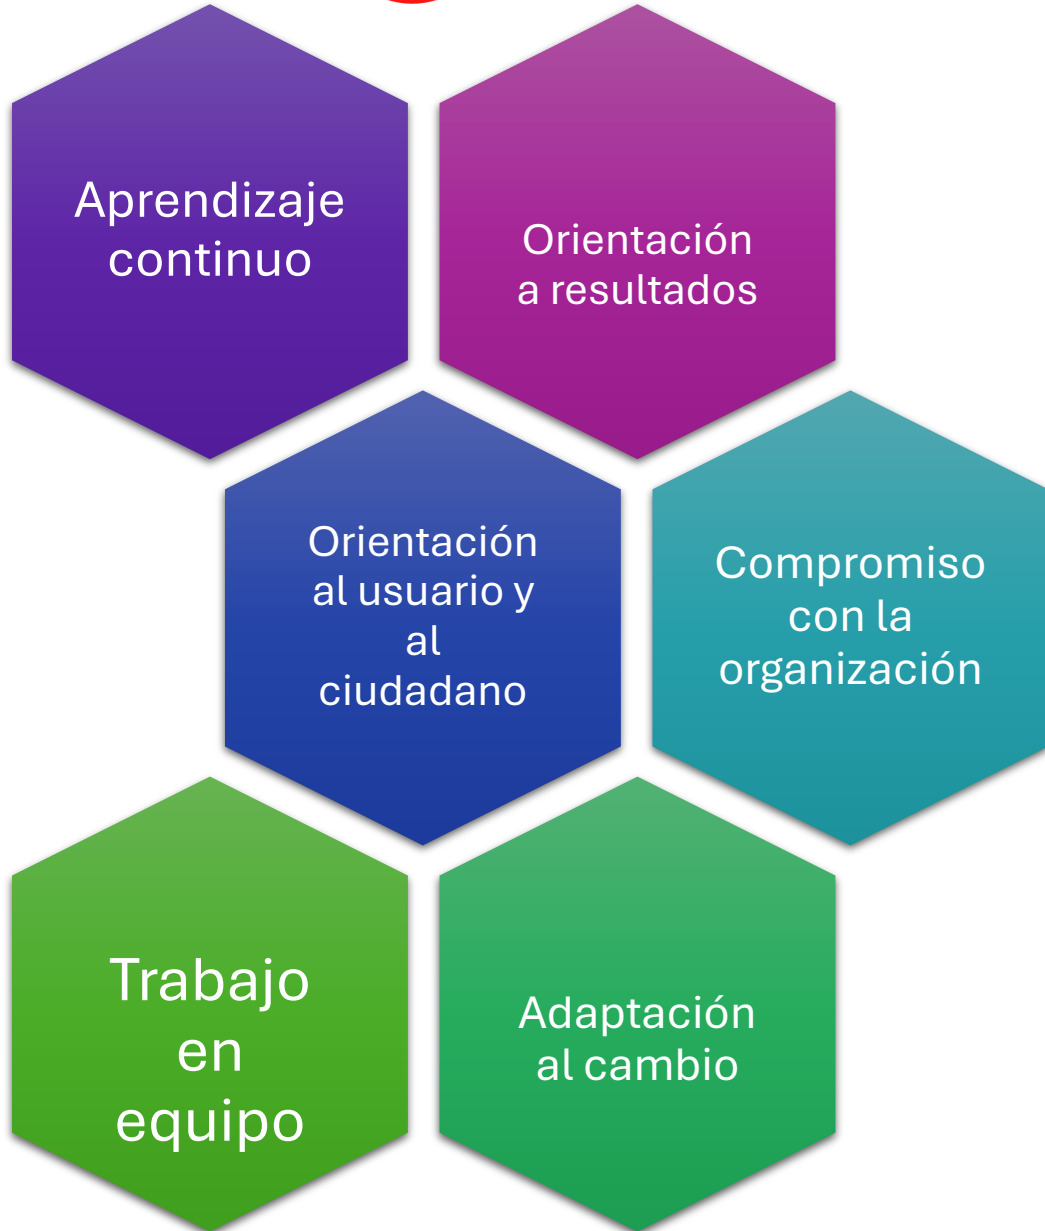 Aprendizaje
continuo
Orientación
a resultados
Orientación
al usuario y
al
ciudadano
Compromiso
con la
organización
Trabajo
en
equipo
Adaptación
al cambio